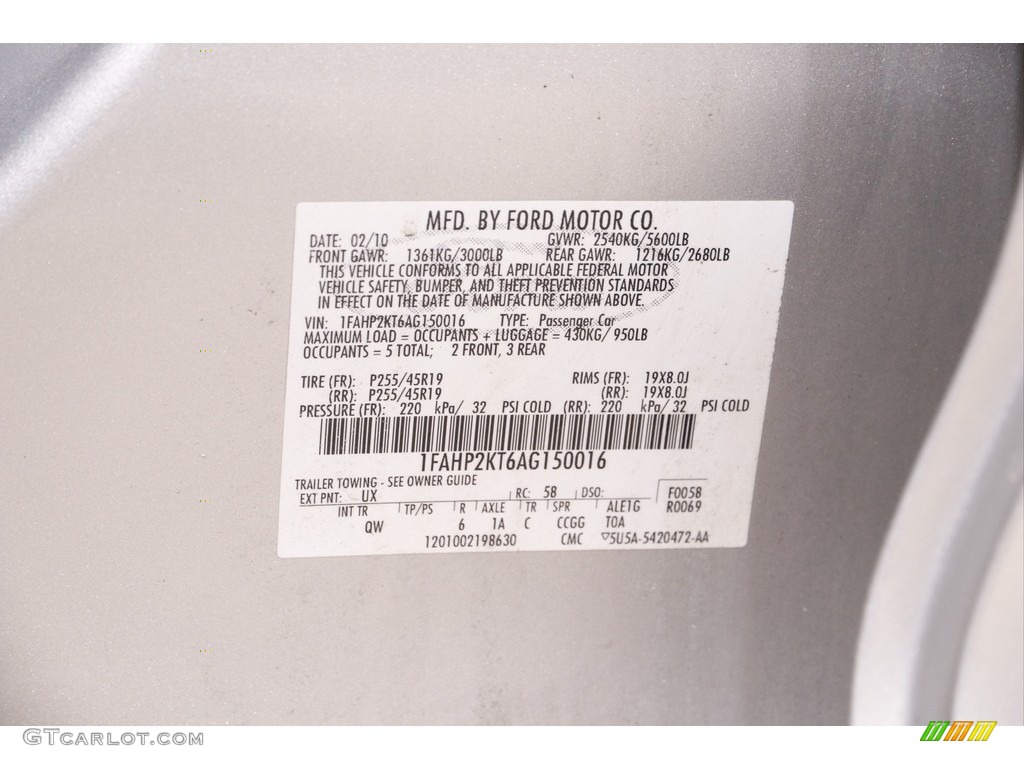 MFD. BY FORD MOTOR CO.
DATE: 02/10 GVWR: 2540KG/5600LB
FRONT GAWR: 1361KG/3000LB REAR GAWR: 1216KG/2680LB
THIS VEHICLE CONFORMS TO ALL APPLICABLE FEDERAL MOTOR
VEHICLE SAFETY, BUMPER, AND THEFT PREVENTION STANDARDS
IN EFFECT ON THE DATE OF MANUFACTURE SHOWN ABOVE.
VIN: 1FAHP2KT6AG150016 TYPE: Passenger Car
MAXIMUM LOAD = OCCUPANTS + LUGGAGE = 430KG/ 950LB
OCCUPANTS = 5 TOTAL; 2 FRONT, 3 REAR
TIRE (FR): P255/45R19 RIMS (FR): 19X8.0J
(RR): P255/45R19 (RR): 19X8.0J
PRESSURE (FR): 220 kPa/ 32 PSI COLD (RR): 220 kPa/ 32 PSI COLD
1FAHP2KT6AG150016
TRAILER TOWING - SEE OWNER GUIDE
EXT PNT: UX RC: 58 DSO: F0058
INT TR TP/PS R AXLE TR SPR ALE1G R0069
QW 6 1A C CCGG TOA
1201002198630 CMC ▽5U5A-5420472-AA
GTCARLOT.COM